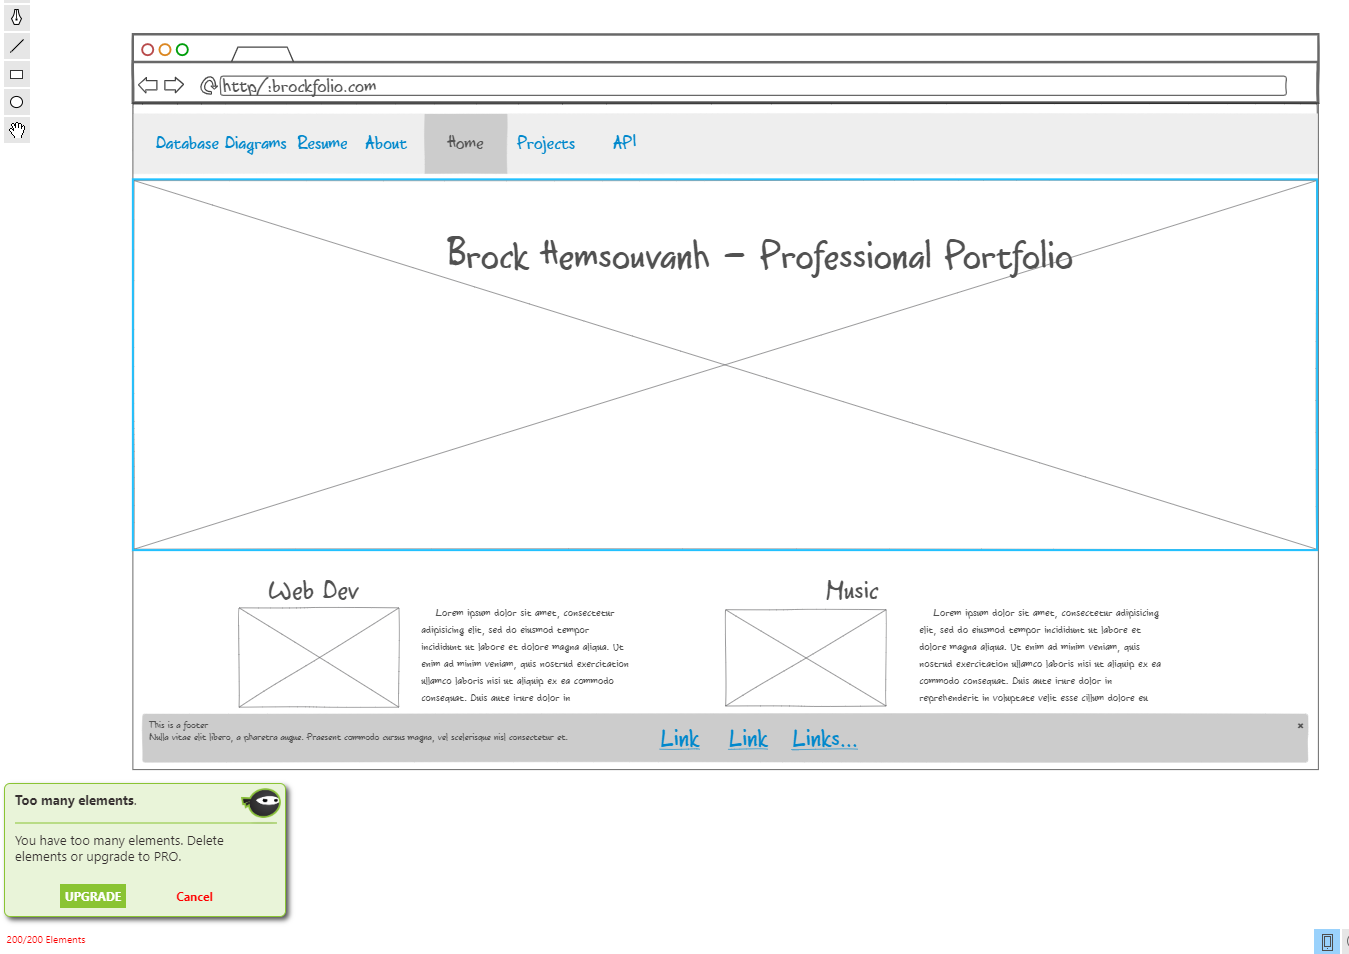 http/:brockfolio.com
Database Diagrams Resume About Home Projects API
Brock Hemsouvanh - Professional Portfolio
Web Dev
Lorem ipsum dolor sit amet, consectetur
adipisicing elit, sed do eiusmod tempor
incididunt ut labore et dolore magna aliqua. Ut
enim ad minim veniam, quis nostrud exercitation
ullamco laboris nisi ut aliquip ex ea commodo
consequat. Duis aute irure dolor in
Music
Lorem ipsum dolor sit amet, consectetur adipisicing
elit, sed do eiusmod tempor incididunt ut labore et
dolore magna aliqua. Ut enim ad minim veniam, quis
nostrud exercitation ullamco laboris nisi ut aliquip ex ea
commodo consequat. Duis aute irure dolor in
reprehenderit in voluptate velit esse cillum dolore eu
This is a footer
Nulla vitae elit libero, a pharetra augue. Praesent commodo cursus magna, vel scelerisque nisl consectetur et.
Link Link Links...
Too many elements.
You have too many elements. Delete
elements or upgrade to PRO.
UPGRADE Cancel
200/200 Elements